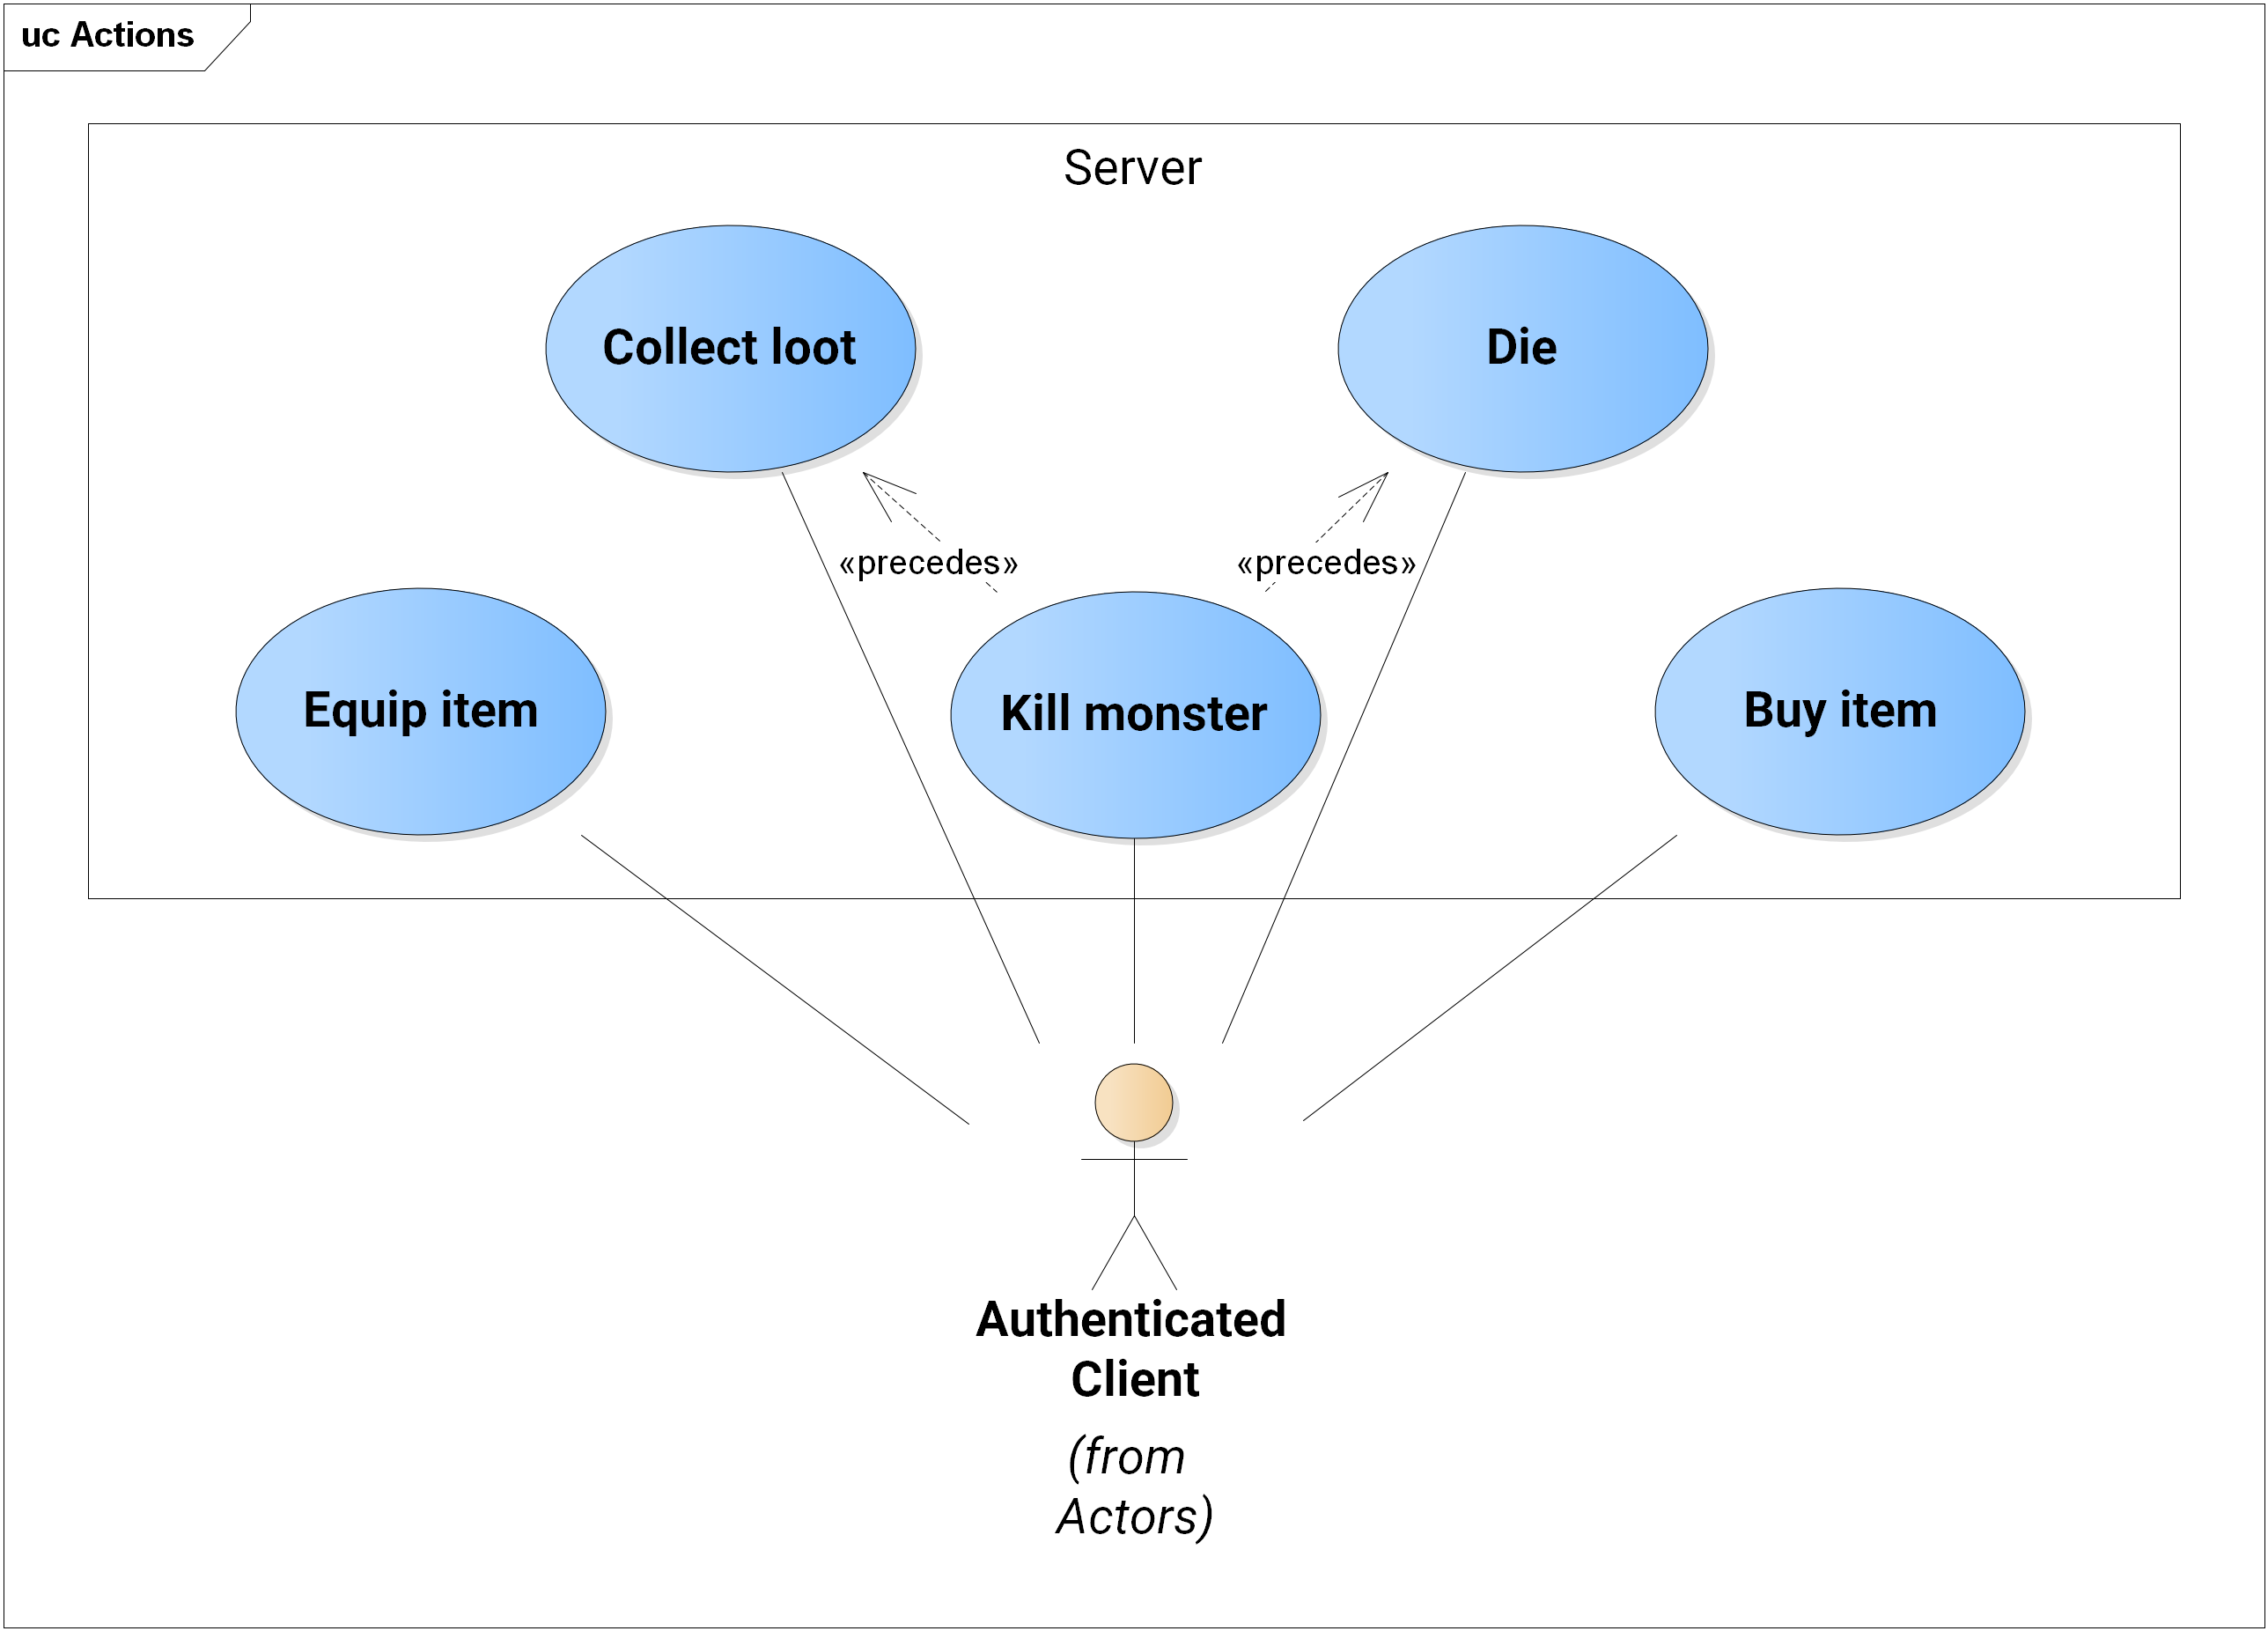 uc Actions
Server
Collect loot
Die
«precedes»
«precedes»
Equip item
Kill monster
Buy item
Authenticated
Client
(from
Actors)